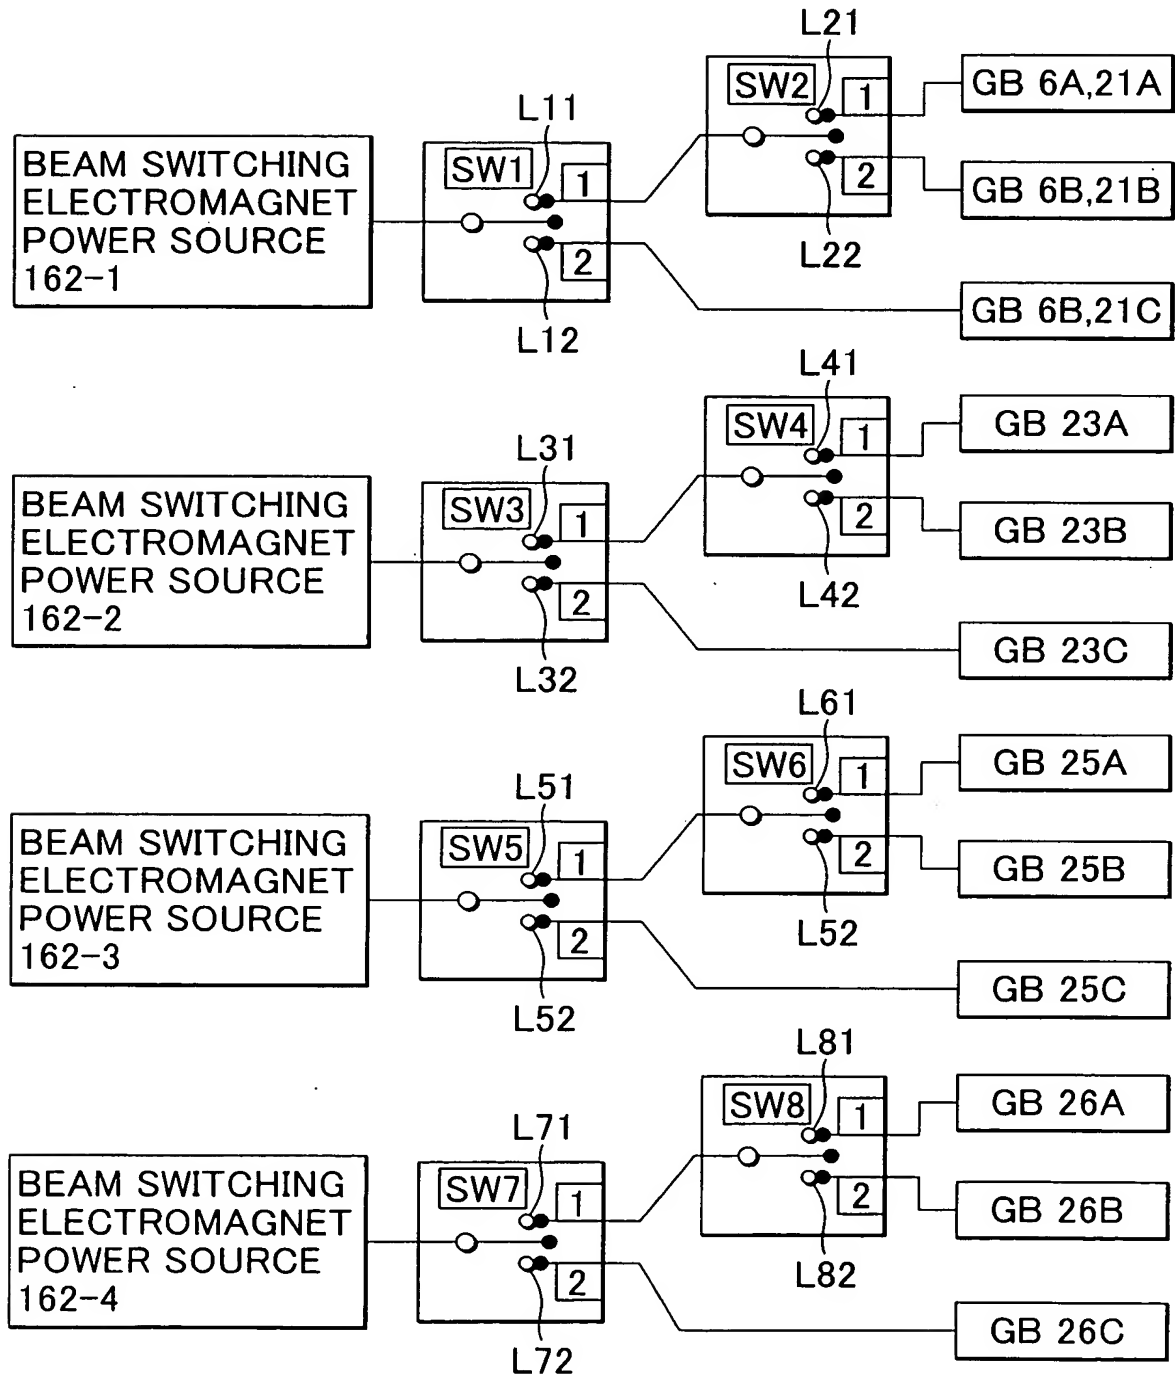 L21
SW2
1
GB 6A,21A
L11
BEAM SWITCHING
ELECTROMAGNET
POWER SOURCE
162-1
SW1
1
2
GB 6B,21B
L22
2
L12
GB 6B,21C
L41
SW4
1
GB 23A
L31
BEAM SWITCHING
ELECTROMAGNET
POWER SOURCE
162-2
SW3
1
2
GB 23B
L42
2
L32
GB 23C
L61
SW6
1
GB 25A
L51
BEAM SWITCHING
ELECTROMAGNET
POWER SOURCE
162-3
SW5
1
2
GB 25B
L52
2
L52
GB 25C
L81
SW8
1
GB 26A
L71
BEAM SWITCHING
ELECTROMAGNET
POWER SOURCE
162-4
SW7
1
2
GB 26B
L82
2
L72
GB 26C